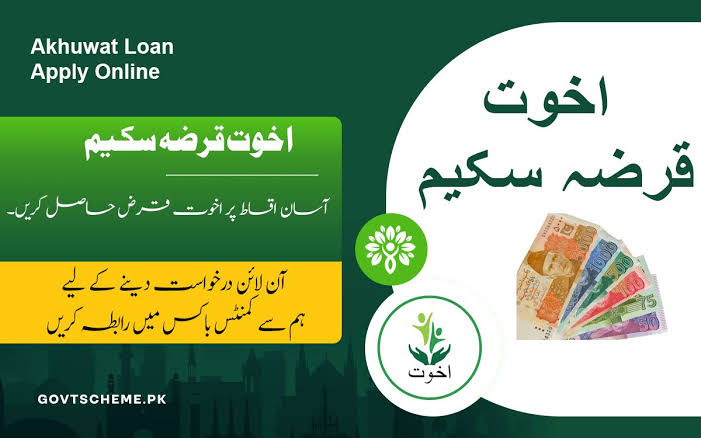 Akhuwat Loan
Apply Online
اخوت قرضہ سکیم
آسان اقساط پر اخوت قرض حاصل کریں۔
آن لائن درخواست دینے کے لیے
ہم سے کمنٹس باکس میں رابطہ کریں
GOVTSCHEME.PK
اخوت
قرضہ سکیم
اخوت